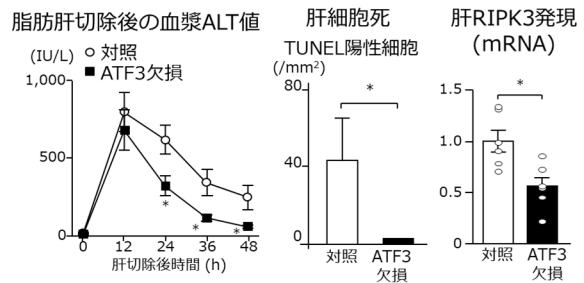 脂肪肝切除後の血漿ALT値
(IU/L)
対照
ATF3欠損
1,000
500
0
*
*
*
0 12 24 36 48
肝切除後時間 (h)
肝細胞死
TUNEL陽性細胞
(/mm²)
80
40
0
*
対照
ATF3
欠損
肝RIPK3発現
(mRNA)
1.5
1.0
0.5
0
*
対照
ATF3
欠損